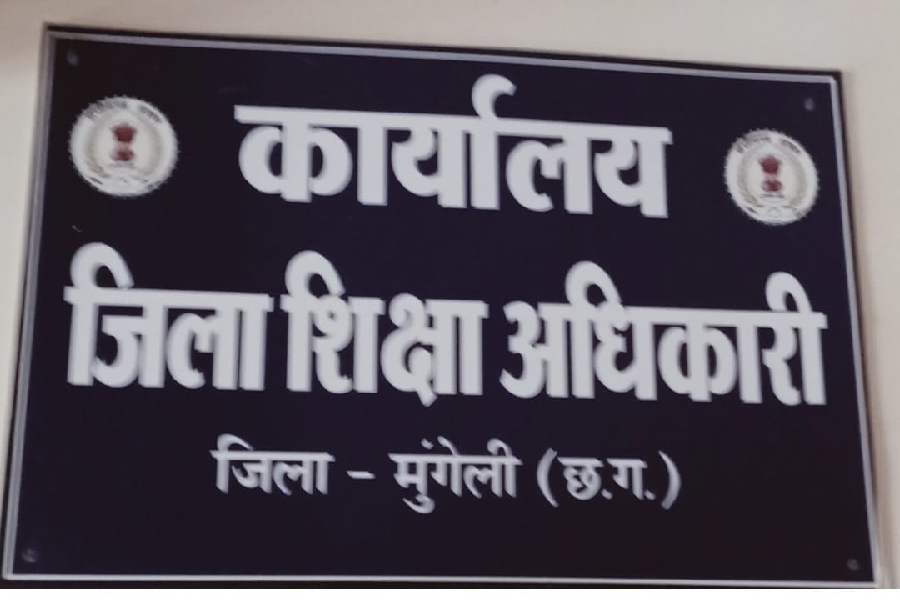 कार्यालय
जिला शिक्षा अधिकारी
जिला - मुंगेली (छ.ग.)